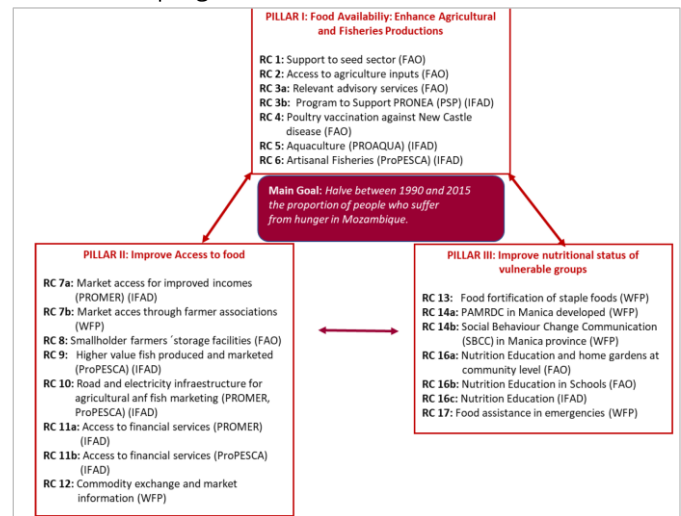 PILLAR I: Food Availabiliy: Enhance Agricultural
and Fisheries Productions
RC 1: Support to seed sector (FAO)
RC 2: Access to agriculture inputs (FAO)
RC 3a: Relevant advisory services (FAO)
RC 3b: Program to Support PRONEA (PSP) (IFAD)
RC 4: Poultry vaccination against New Castle
disease (FAO)
RC 5: Aquaculture (PROAQUA) (IFAD)
RC 6: Artisanal Fisheries (ProPESCA) (IFAD)
Main Goal: Halve between 1990 and 2015
the proportion of people who suffer
from hunger in Mozambique.
PILLAR II: Improve Access to food
RC 7a: Market access for improved incomes
(PROMER) (IFAD)
RC 7b: Market acces through farmer associations
(WFP)
RC 8: Smallholder farmers ´storage facilities (FAO)
RC 9: Higher value fish produced and marketed
(ProPESCA) (IFAD)
RC 10: Road and electricity infraestructure for
agricultural anf fish marketing (PROMER,
ProPESCA) (IFAD)
RC 11a: Access to financial services (PROMER)
(IFAD)
RC 11b: Access to financial services (ProPESCA)
(IFAD)
RC 12: Commodity exchange and market
information (WFP)
PILLAR III: Improve nutritional status of
vulnerable groups
RC 13: Food fortification of staple foods (WFP)
RC 14a: PAMRDC in Manica developed (WFP)
RC 14b: Social Behaviour Change Communication
(SBCC) in Manica province (WFP)
RC 16a: Nutrition Education and home gardens at
community level (FAO)
RC 16b: Nutrition Education in Schools (FAO)
RC 16c: Nutrition Education (IFAD)
RC 17: Food assistance in emergencies (WFP)